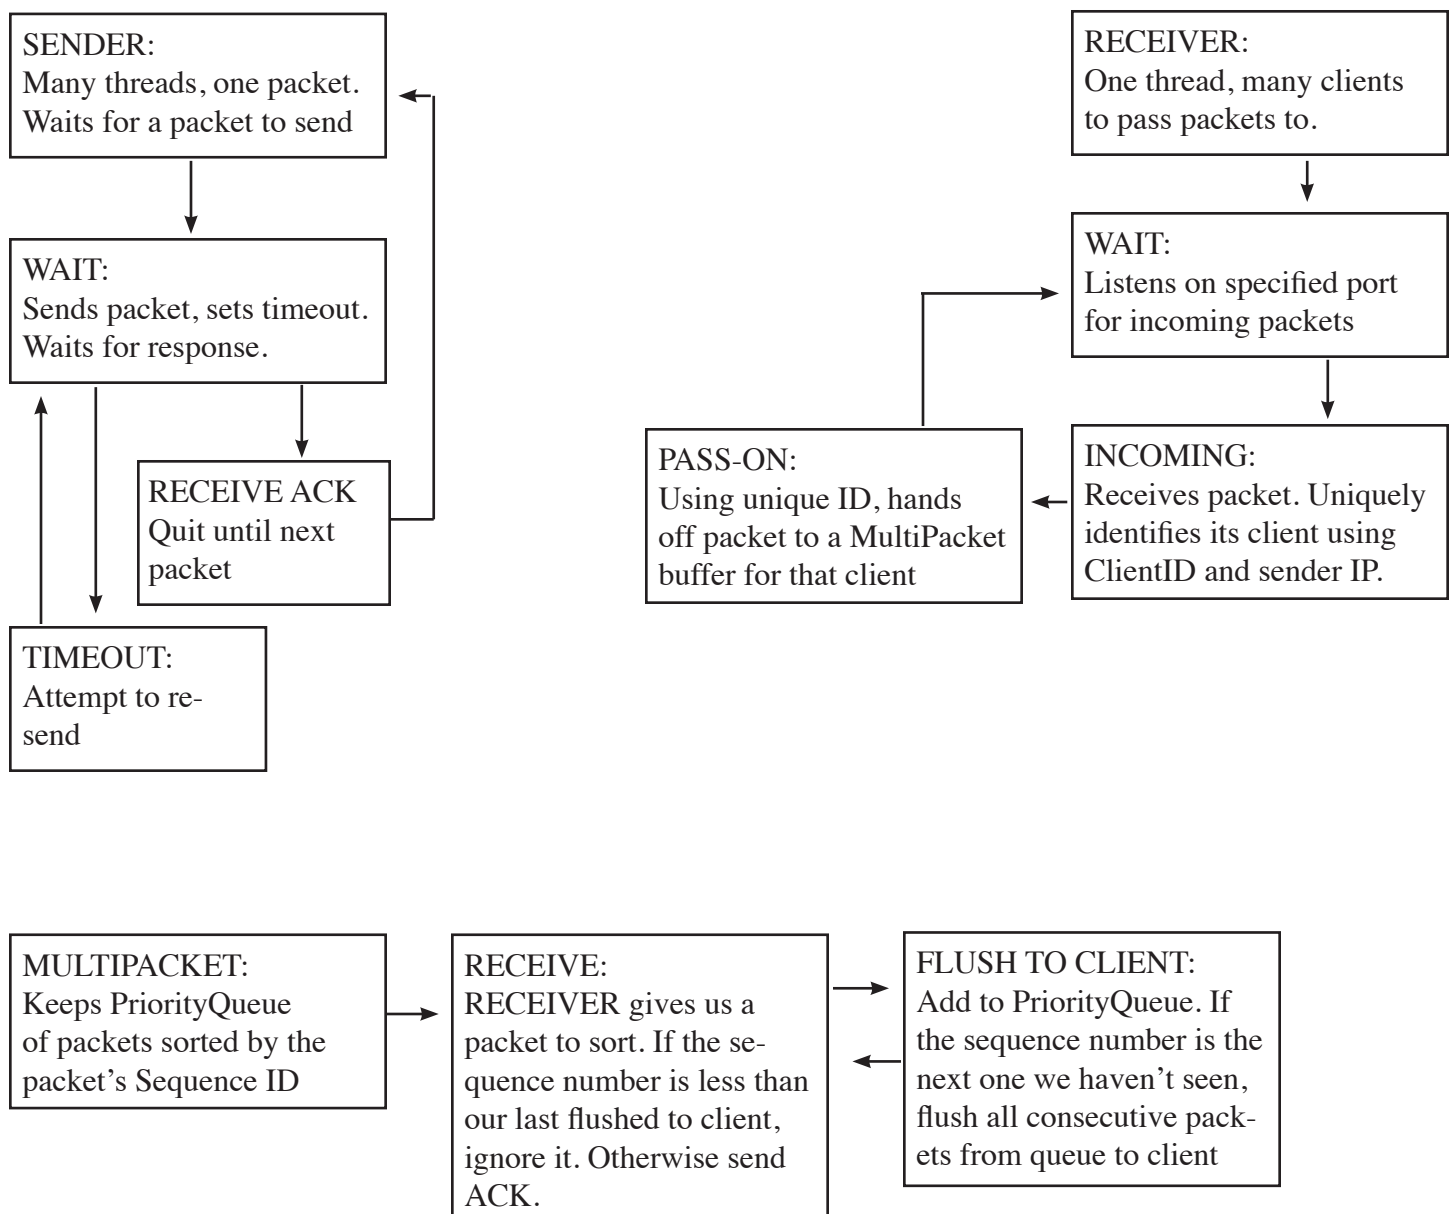 SENDER:
Many threads, one packet.
Waits for a packet to send
WAIT:
Sends packet, sets timeout.
Waits for response.
RECEIVE ACK
Quit until next
packet
TIMEOUT:
Attempt to re-
send
RECEIVER:
One thread, many clients
to pass packets to.
WAIT:
Listens on specified port
for incoming packets
INCOMING:
Receives packet. Uniquely
identifies its client using
ClientID and sender IP.
PASS-ON:
Using unique ID, hands
off packet to a MultiPacket
buffer for that client
MULTIPACKET:
Keeps PriorityQueue
of packets sorted by the
packet's Sequence ID
RECEIVE:
RECEIVER gives us a
packet to sort. If the se-
quence number is less than
our last flushed to client,
ignore it. Otherwise send
ACK.
FLUSH TO CLIENT:
Add to PriorityQueue. If
the sequence number is the
next one we haven't seen,
flush all consecutive pack-
ets from queue to client